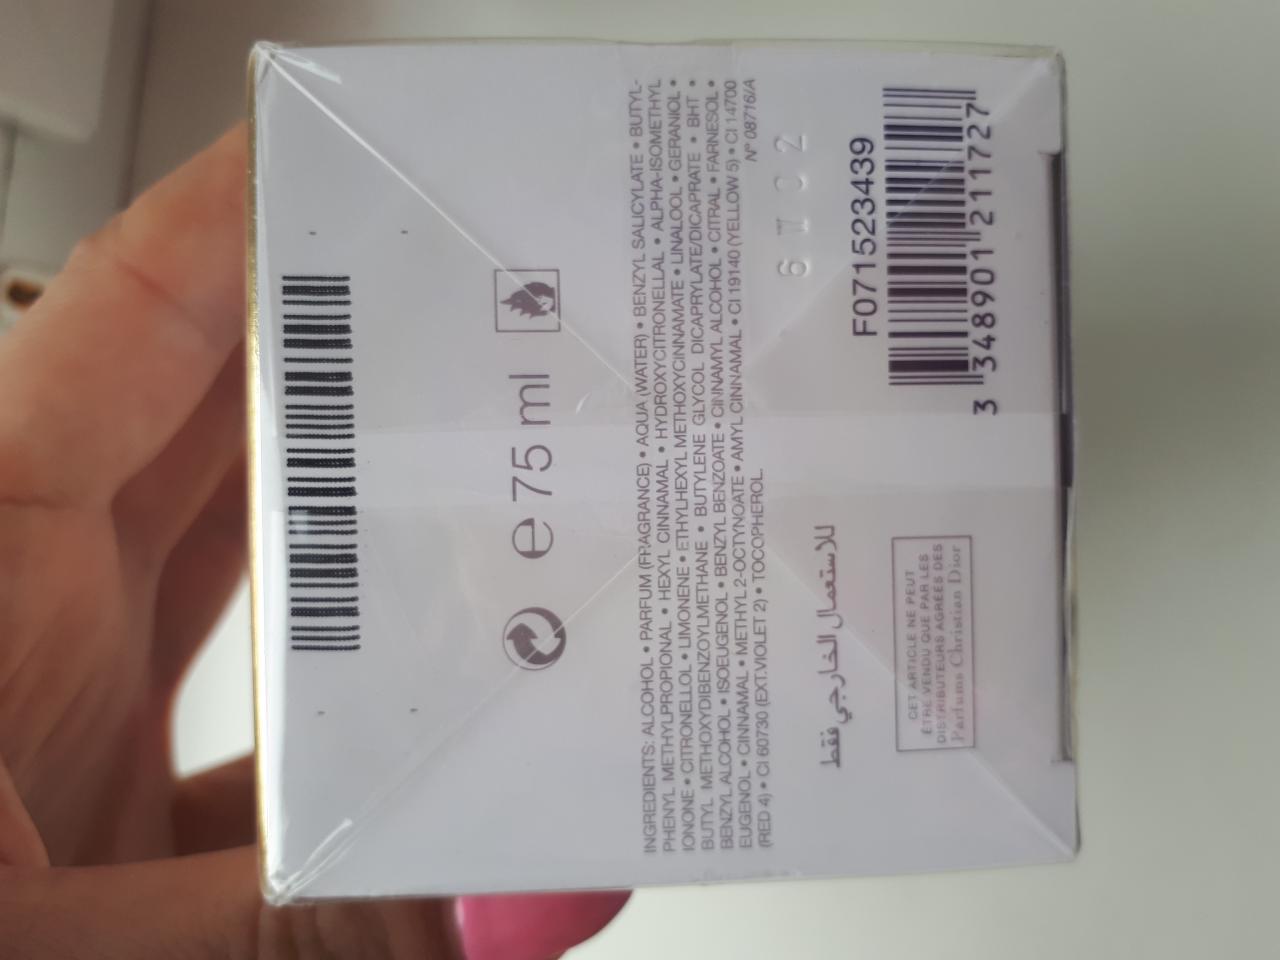 e 75 ml
INGREDIENTS: ALCOHOL • PARFUM (FRAGRANCE) • AQUA (WATER) • BENZYL SALICYLATE • BUTYL-
PHENYL METHYLPROPIONAL • HEXYL CINNAMAL • HYDROXYCITRONELLAL • ALPHA-ISOMETHYL
IONONE • CITRONELLOL • LIMONENE • ETHYLHEXYL METHOXYCINNAMATE • LINALOOL • GERANIOL •
BUTYL METHOXYDIBENZOYLMETHANE • BUTYLENE GLYCOL DICAPRYLATE/DICAPRATE • BHT •
BENZYL ALCOHOL • ISOEUGENOL • BENZYL BENZOATE • CINNAMYL ALCOHOL • CITRAL • FARNESOL •
EUGENOL • CINNAMAL • METHYL 2-OCTYNOATE • AMYL CINNAMAL • CI 19140 (YELLOW 5) • CI 14700
(RED 4) • CI 60730 (EXT.VIOLET 2) • TOCOPHEROL.
N° 08716/A
للاستعمال الخارجي فقط
F071523439
3 348901 211727
CET ARTICLE NE PEUT
ÊTRE VENDU QUE PAR LES
DISTRIBUTEURS AGRÉÉS DES
Parfums Christian Dior